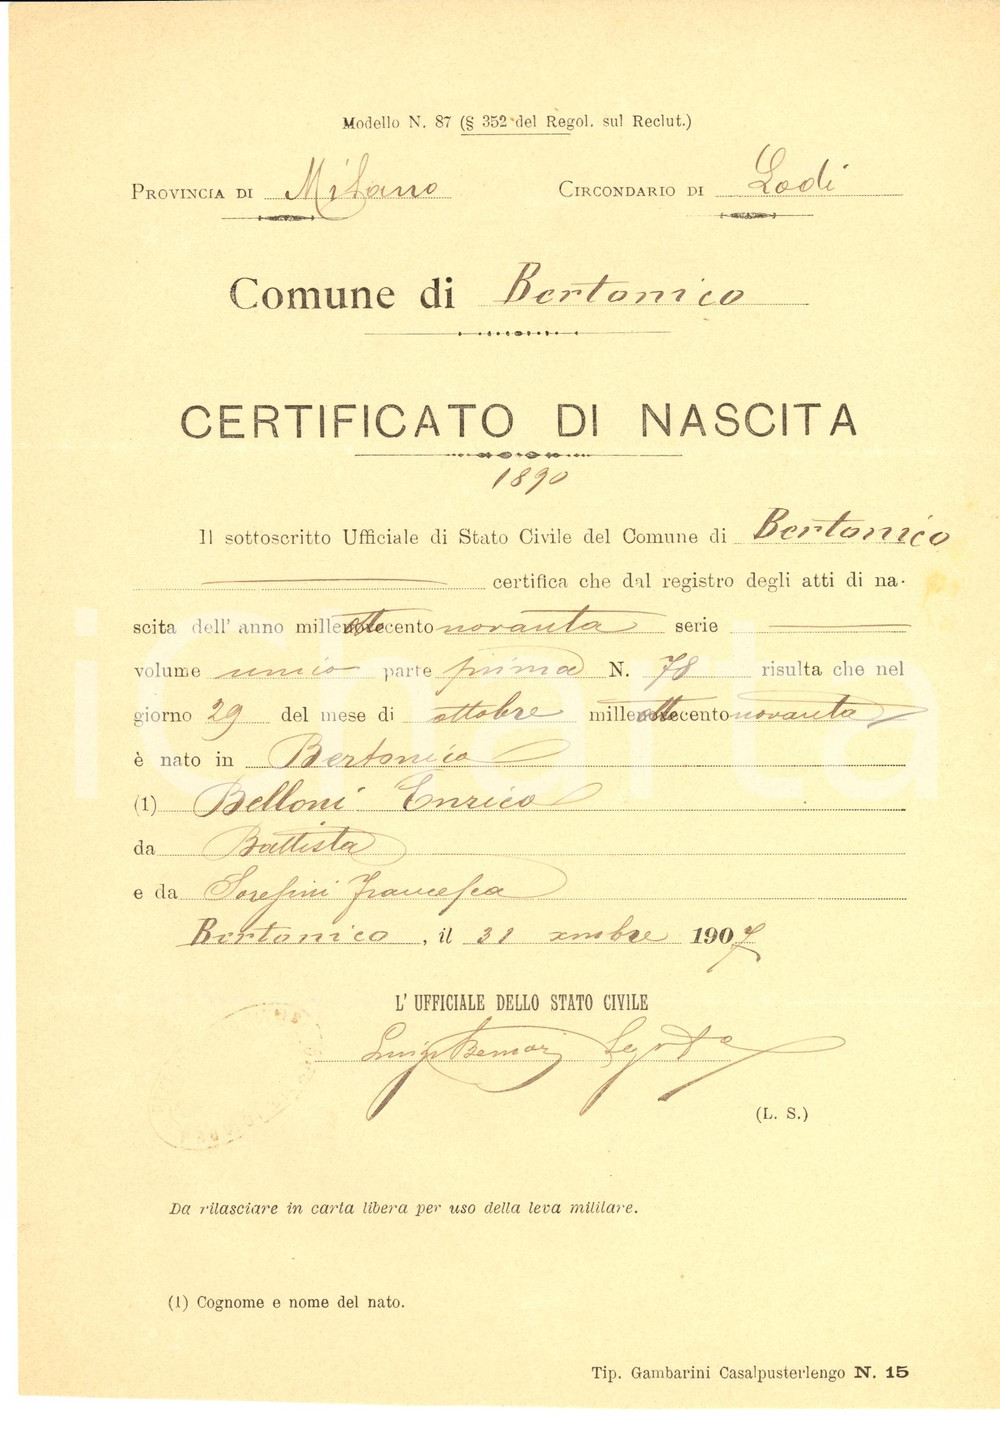 Modello N. 87 (§ 352 del Regol. sul Reclut.)
PROVINCIA DI Milano CIRCONDARIO DI Lodi
Comune di Bertonico
CERTIFICATO DI NASCITA
1890
Il sottoscritto Ufficiale di Stato Civile del Comune di Bertonico
certifica che dal registro degli atti di na-
scita dell' anno milleottocento novanta serie
volume unico parte prima N. 78 risulta che nel
giorno 29 del mese di ottobre milleottocento novanta
è nato in Bertonico
(1) Belloni Enrico
da Battista
e da Francesca
Bertonico, il 31 1907
L' UFFICIALE DELLO STATO CIVILE
Luigi
(L. S.)
Da rilasciare in carta libera per uso della leva militare.
(1) Cognome e nome del nato.
Tip. Gambarini Casalpusterlengo N. 15
iCharta